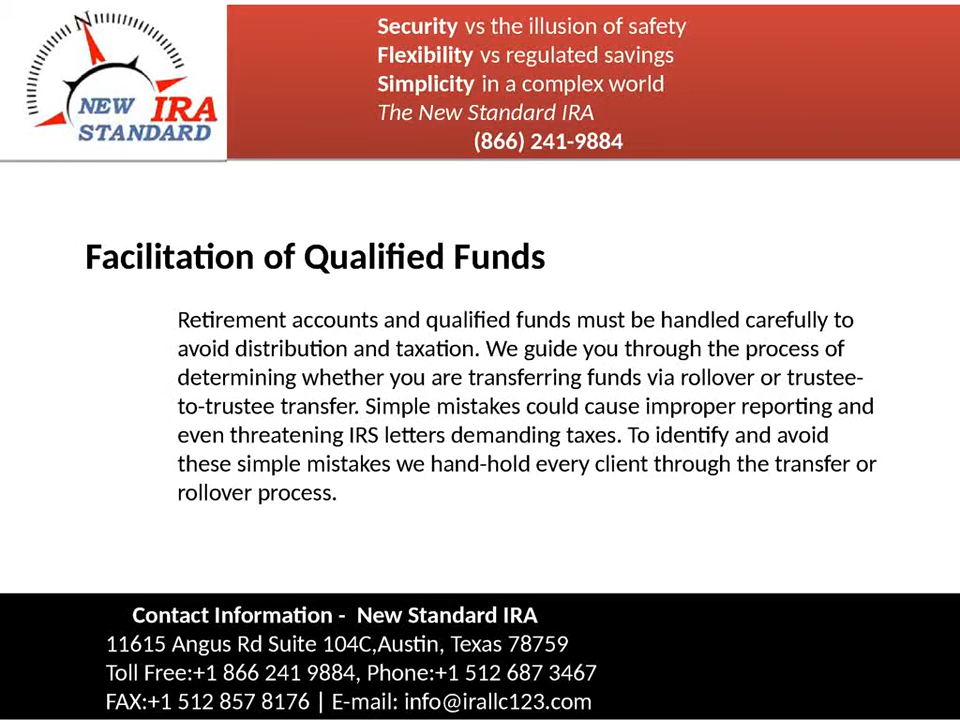 N
NEW IRA
STANDARD
Security vs the illusion of safety
Flexibility vs regulated savings
Simplicity in a complex world
The New Standard IRA
(866) 241-9884
Facilitation of Qualified Funds
Retirement accounts and qualified funds must be handled carefully to
avoid distribution and taxation. We guide you through the process of
determining whether you are transferring funds via rollover or trustee-
to-trustee transfer. Simple mistakes could cause improper reporting and
even threatening IRS letters demanding taxes. To identify and avoid
these simple mistakes we hand-hold every client through the transfer or
rollover process.
Contact Information - New Standard IRA
11615 Angus Rd Suite 104C,Austin, Texas 78759
Toll Free:+1 866 241 9884, Phone:+1 512 687 3467
FAX:+1 512 857 8176 | E-mail: info@irallc123.com